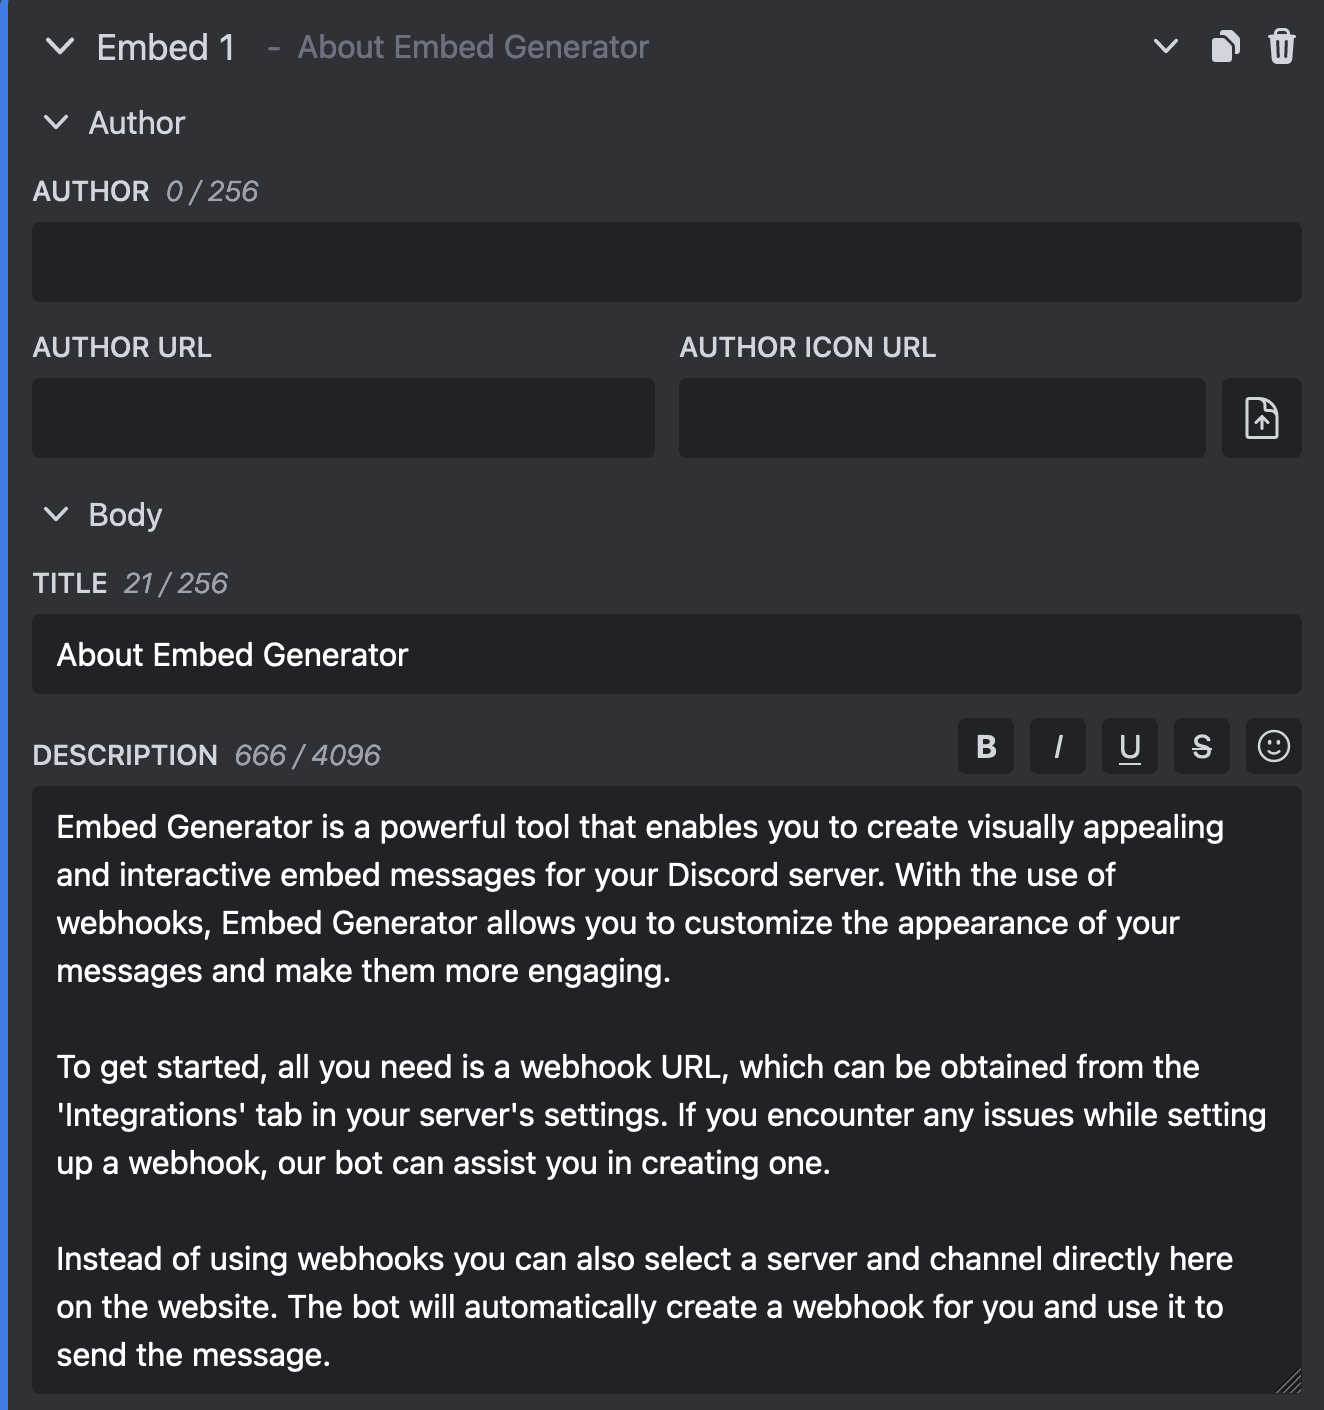 Embed 1 - About Embed Generator
Author
AUTHOR 0 / 256
AUTHOR URL
AUTHOR ICON URL
Body
TITLE 21 / 256
About Embed Generator
DESCRIPTION 666 / 4096
B I U S
Embed Generator is a powerful tool that enables you to create visually appealing
and interactive embed messages for your Discord server. With the use of
webhooks, Embed Generator allows you to customize the appearance of your
messages and make them more engaging.
To get started, all you need is a webhook URL, which can be obtained from the
'Integrations' tab in your server's settings. If you encounter any issues while setting
up a webhook, our bot can assist you in creating one.
Instead of using webhooks you can also select a server and channel directly here
on the website. The bot will automatically create a webhook for you and use it to
send the message.